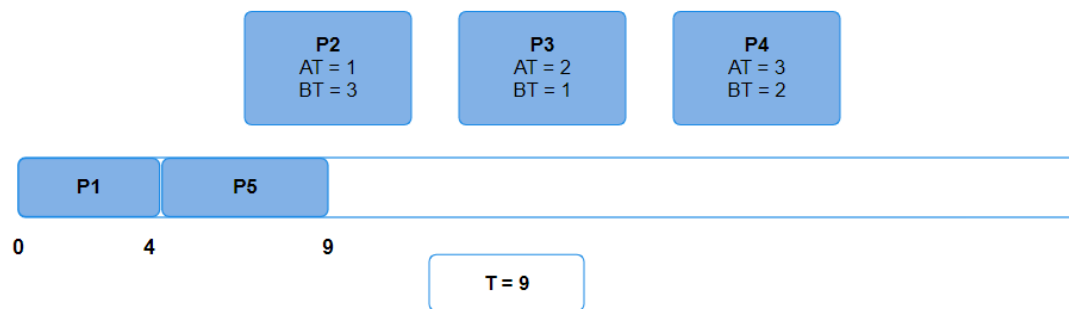 P2
AT = 1
BT = 3
P3
AT = 2
BT = 1
P4
AT = 3
BT = 2
P1
P5
0
4
9
T = 9